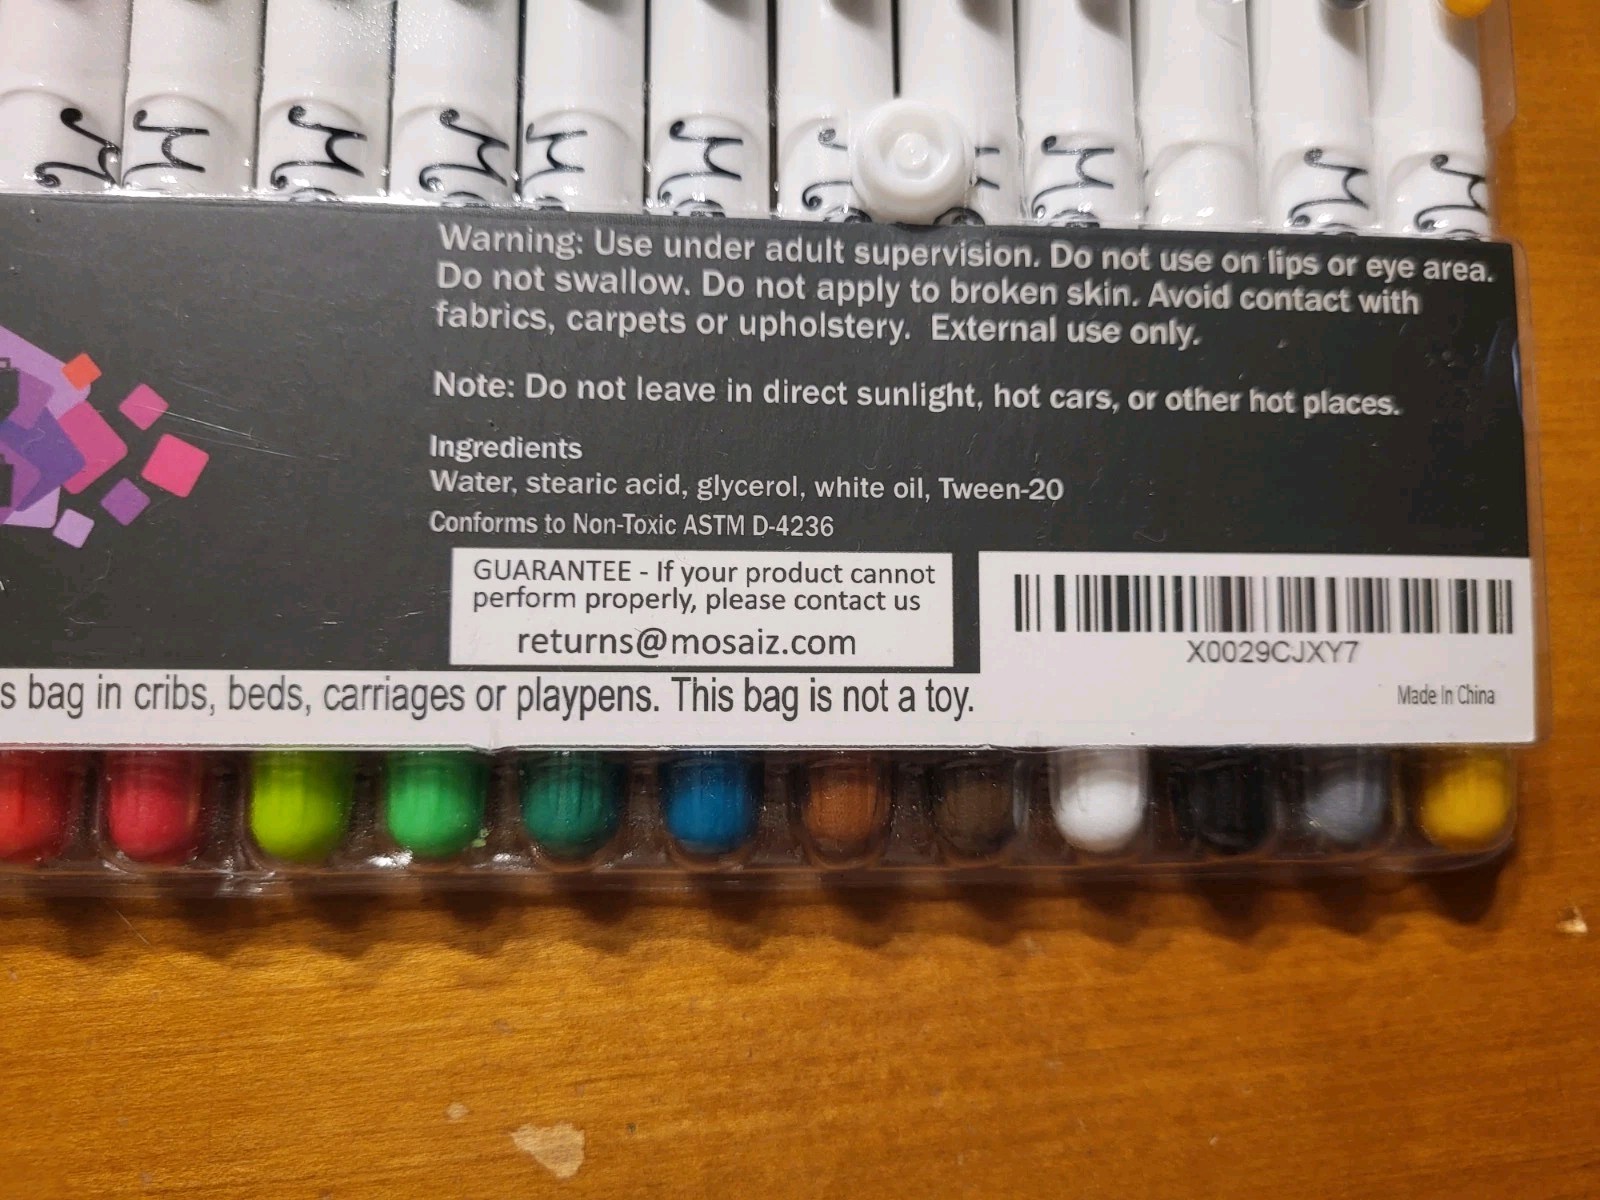 Warning: Use under adult supervision. Do not use on lips or eye area.
Do not swallow. Do not apply to broken skin. Avoid contact with
fabrics, carpets or upholstery. External use only.
Note: Do not leave in direct sunlight, hot cars, or other hot places.
Ingredients
Water, stearic acid, glycerol, white oil, Tween-20
Conforms to Non-Toxic ASTM D-4236
GUARANTEE - If your product cannot
perform properly, please contact us
returns@mosaiz.com
X0029CJXY7
Made In China
bag in cribs, beds, carriages or playpens. This bag is not a toy.